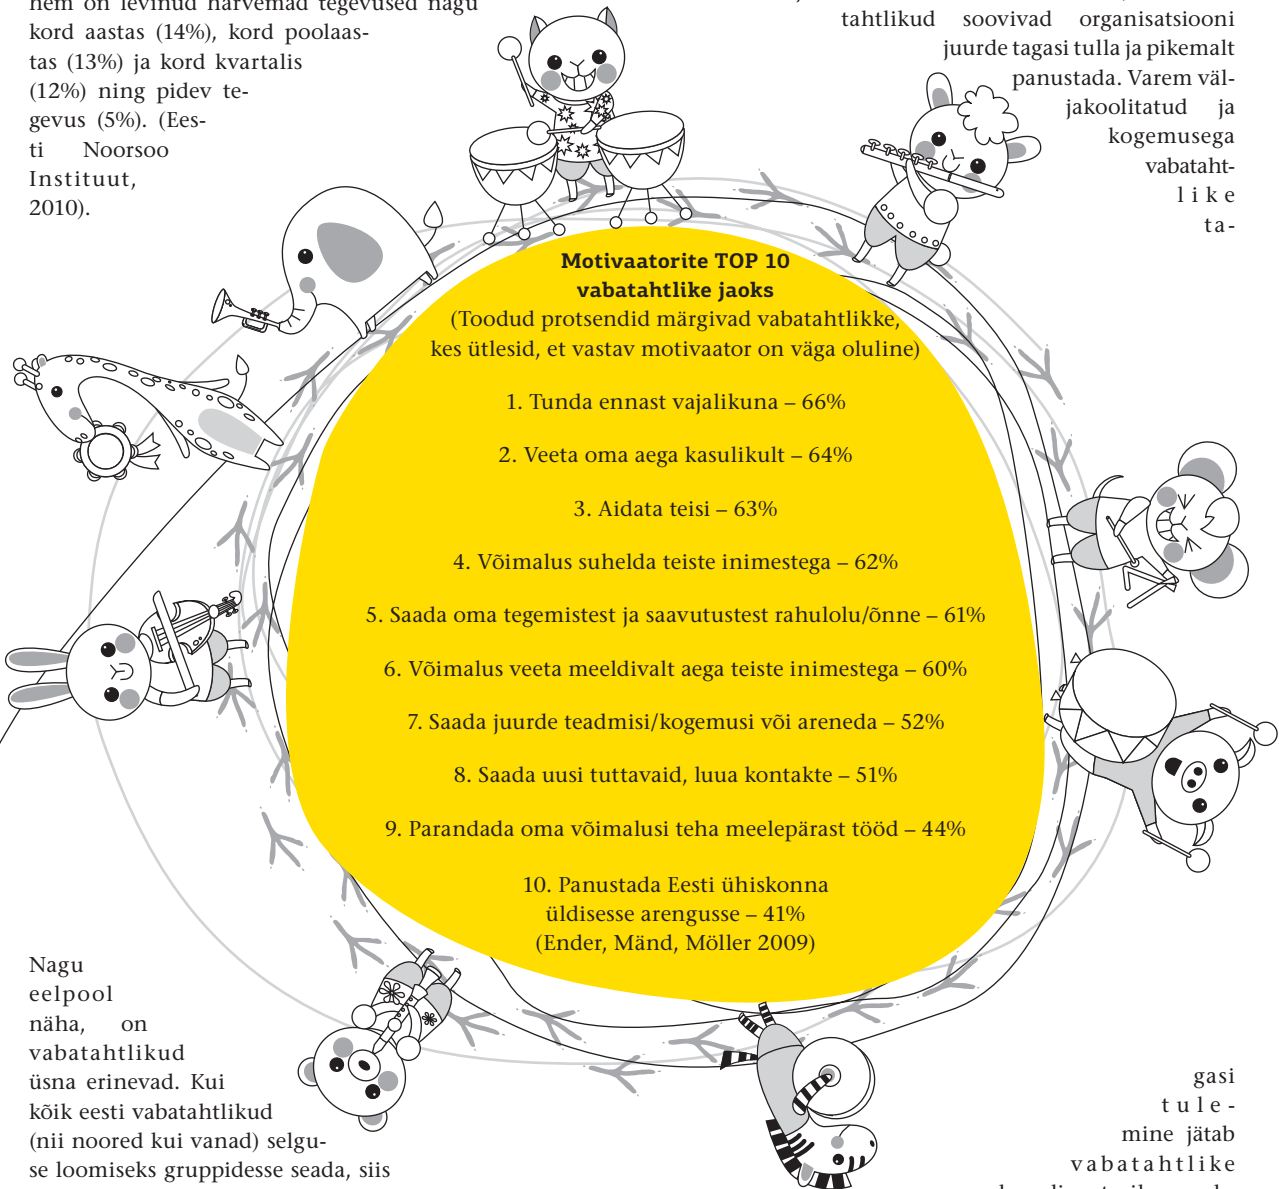 hem on levinud harvemad tegevused nagu
kord aastas (14%), kord poolaas-
tas (13%) ja kord kvartalis
(12%) ning pidev te-
gevus (5%). (Ees-
ti Noorsoo
Instituut,
2010).
tahtlikud soovivad organisatsiooni
juurde tagasi tulla ja pikemalt
panustada. Varem väl-
jakoolitatud ja
kogemusega
vabataht-
like
ta-
Motivaatorite TOP 10
vabatahtlike jaoks
(Toodud protsendid märgivad vabatahtlikke,
kes ütlesid, et vastav motivaator on väga oluline)
1. Tunda ennast vajalikuna – 66%
2. Veeta oma aega kasulikult – 64%
3. Aidata teisi – 63%
4. Võimalus suhelda teiste inimestega – 62%
5. Saada oma tegemistest ja saavutustest rahulolu/õnne – 61%
6. Võimalus veeta meeldivalt aega teiste inimestega – 60%
7. Saada juurde teadmisi/kogemusi või areneda – 52%
8. Saada uusi tuttavaid, luua kontakte – 51%
9. Parandada oma võimalusi teha meelepärast tööd – 44%
10. Panustada Eesti ühiskonna
üldisesse arengusse – 41%
(Ender, Mänd, Möller 2009)
Nagu
eelpool
näha, on
vabatahtlikud
üsna erinevad. Kui
kõik eesti vabatahtlikud
(nii noored kui vanad) selgu-
se loomiseks gruppidesse seada, siis
gasi
tule-
mine jätab
vabatahtlike